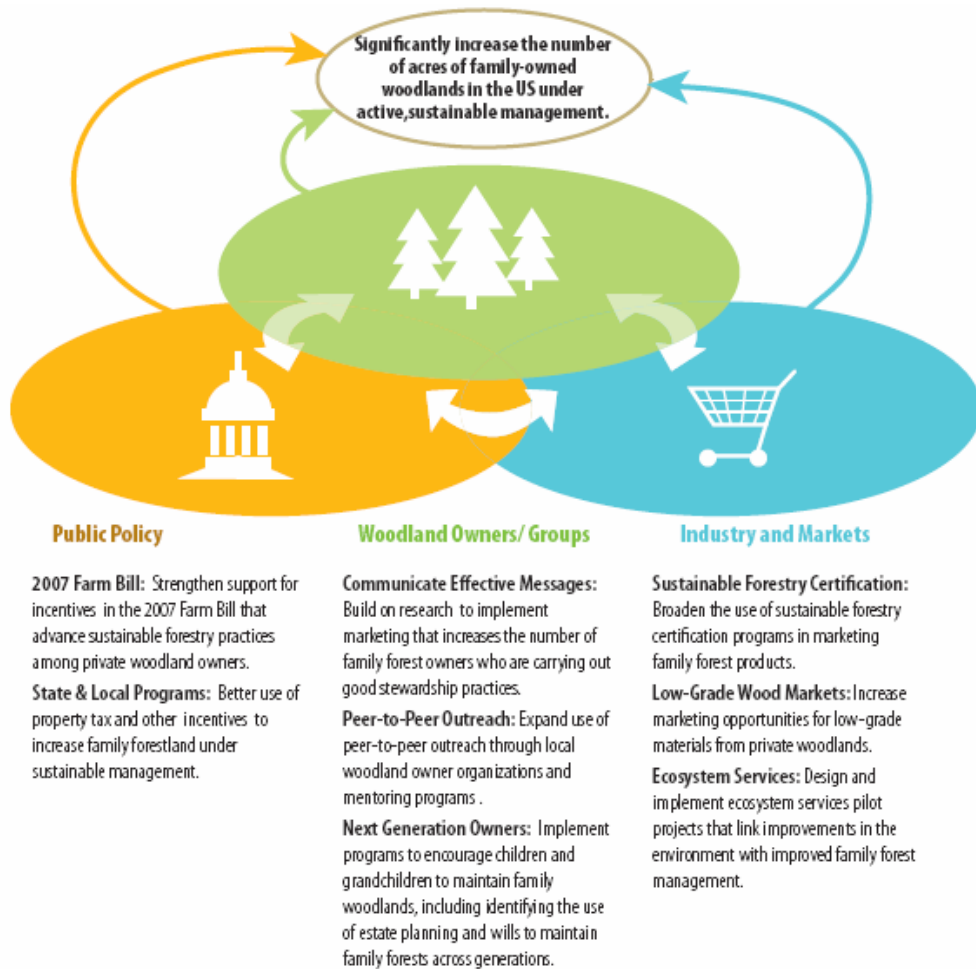 Significantly increase the number
of acres of family-owned
woodlands in the US under
active,sustainable management.
Public Policy
2007 Farm Bill: Strengthen support for
incentives in the 2007 Farm Bill that
advance sustainable forestry practices
among private woodland owners.
State & Local Programs: Better use of
property tax and other incentives to
increase family forestland under
sustainable management.
Woodland Owners/ Groups
Communicate Effective Messages:
Build on research to implement
marketing that increases the number of
family forest owners who are carrying out
good stewardship practices.
Peer-to-Peer Outreach: Expand use of
peer-to-peer outreach through local
woodland owner organizations and
mentoring programs .
Next Generation Owners: Implement
programs to encourage children and
grandchildren to maintain family
woodlands, including identifying the use
of estate planning and wills to maintain
family forests across generations.
Industry and Markets
Sustainable Forestry Certification:
Broaden the use of sustainable forestry
certification programs in marketing
family forest products.
Low-Grade Wood Markets: Increase
marketing opportunities for low-grade
materials from private woodlands.
Ecosystem Services: Design and
implement ecosystem services pilot
projects that link improvements in the
environment with improved family forest
management.